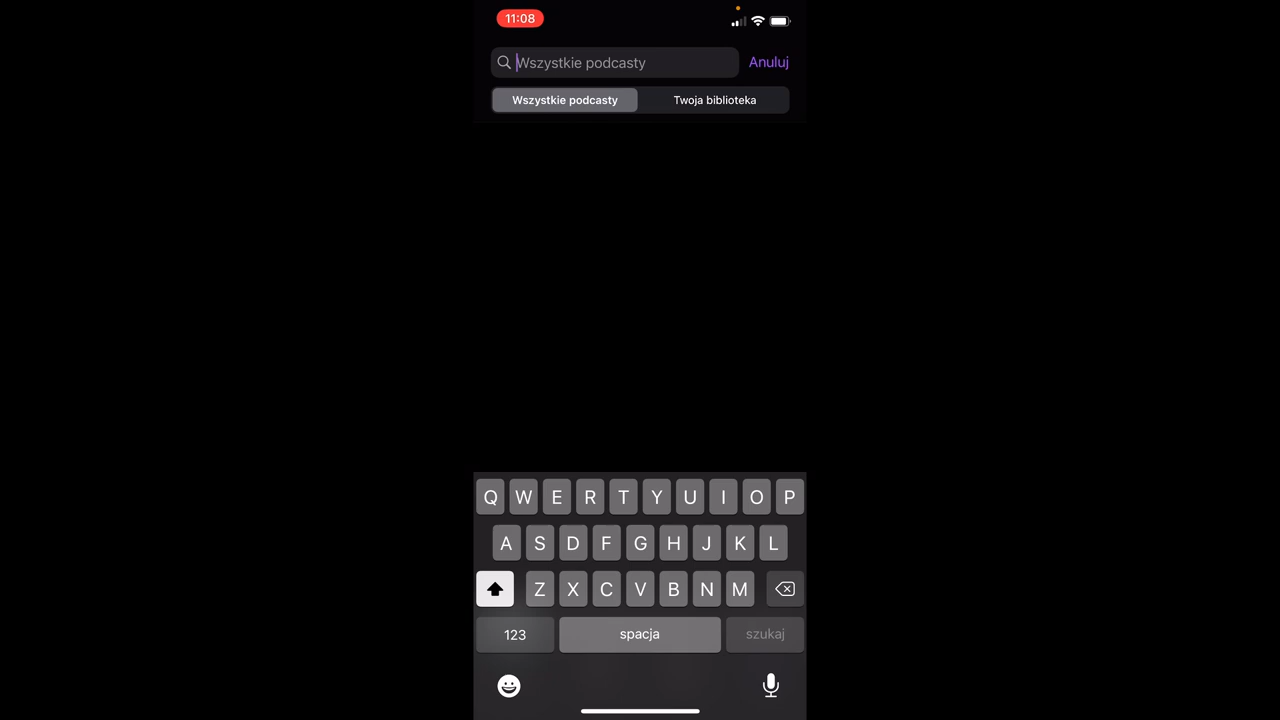 11:08
Wszystkie podcasty Anuluj
Wszystkie podcasty Twoja biblioteka
Q W E R T Y U I O P
A S D F G H J K L
Z X C V B N M
123 spacja szukaj